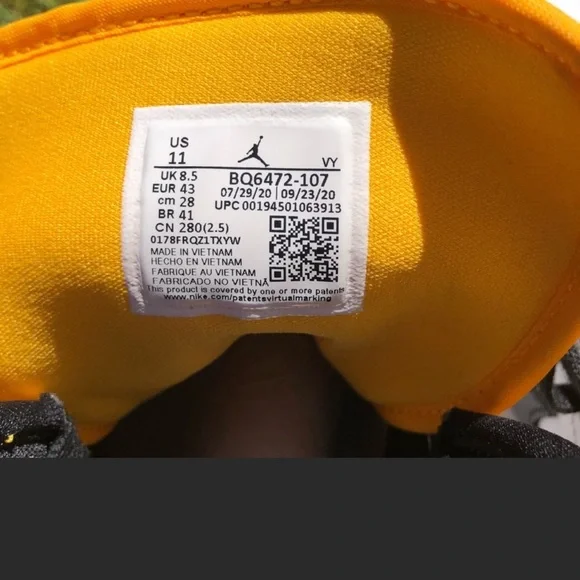 US
11
VY
UK 8.5
BQ6472-107
EUR 43
07/29/20 | 09/23/20
cm 28
UPC 00194501063913
BR 41
CN 280(2.5)
0178FRQZ1TXYW
MADE IN VIETNAM
HECHO EN VIETNAM
FABRIQUE AU VIETNAM
FABRICADO NO VIETNÃ
This product is covered by one or more patents
www.nike.com/patentsvirtualmarking